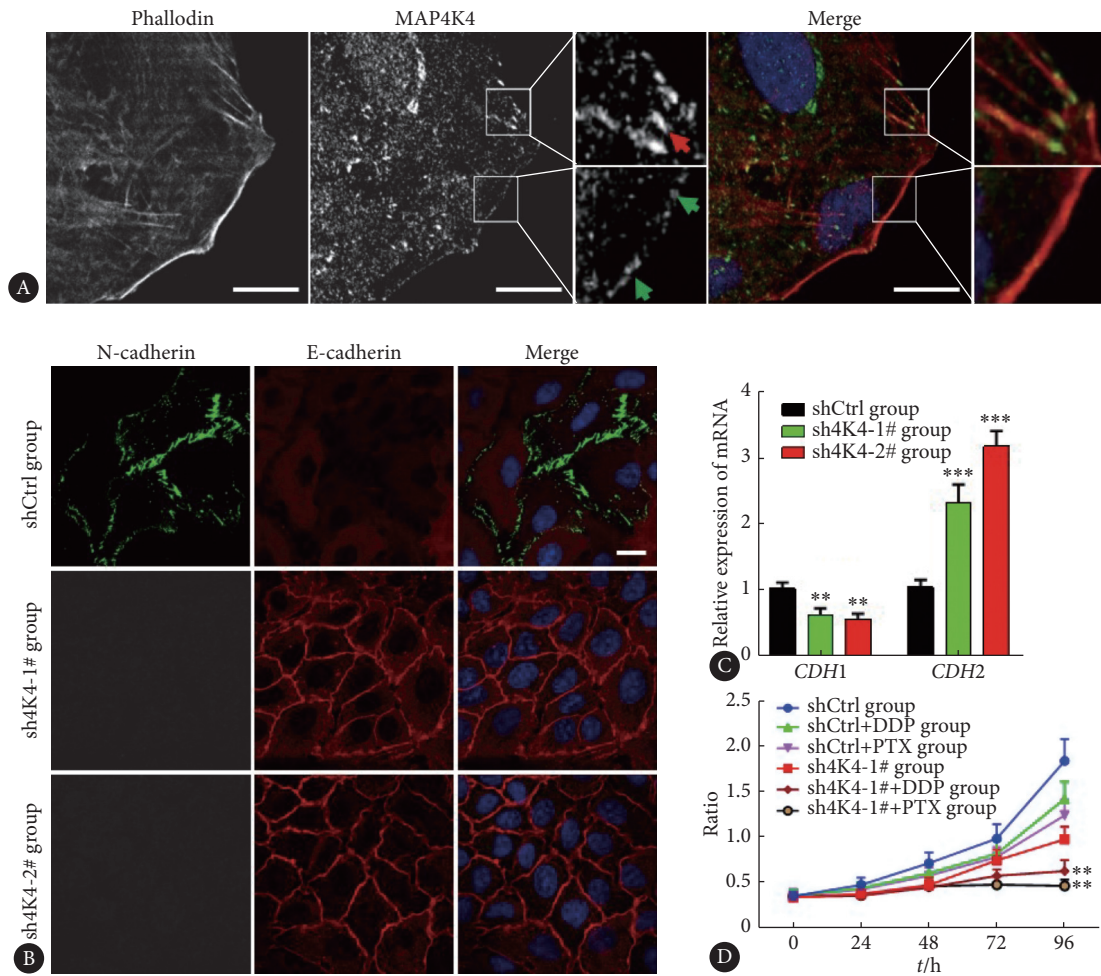 Phallodin
MAP4K4
Merge
A
N-cadherin
E-cadherin
Merge
shCtrl group
sh4K4-1# group
sh4K4-2# group
B
Relative expression of mRNA
4
3
2
1
0
shCtrl group
sh4K4-1# group
sh4K4-2# group
** ** *** ***
CDH1 CDH2
C
Ratio
2.5
2.0
1.5
1.0
0.5
0
shCtrl group
shCtrl+DDP group
shCtrl+PTX group
sh4K4-1# group
sh4K4-1#+DDP group
sh4K4-1#+PTX group
**
**
0 24 48 72 96
t/h
D